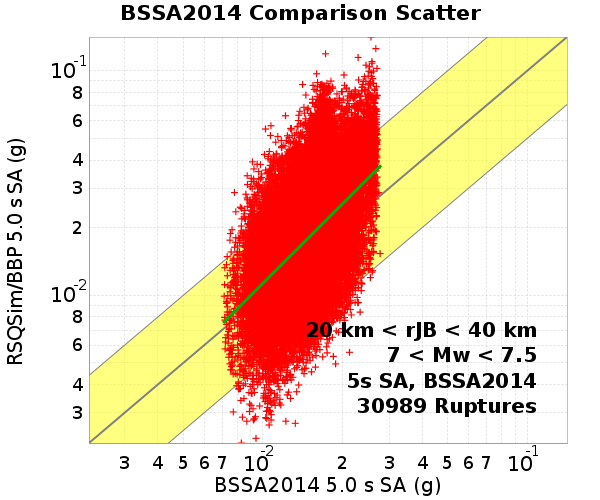 BSSA2014 Comparison Scatter
RSQSim/BBP 5.0 s SA (g)
10-1
8
6
4
3
2
10-2
8
6
4
3
20 km < rJB < 40 km
7 < Mw < 7.5
5s SA, BSSA2014
30989 Ruptures
3 4 5 6 7 10-2 2 3 4 5 6 7 10-1
BSSA2014 5.0 s SA (g)